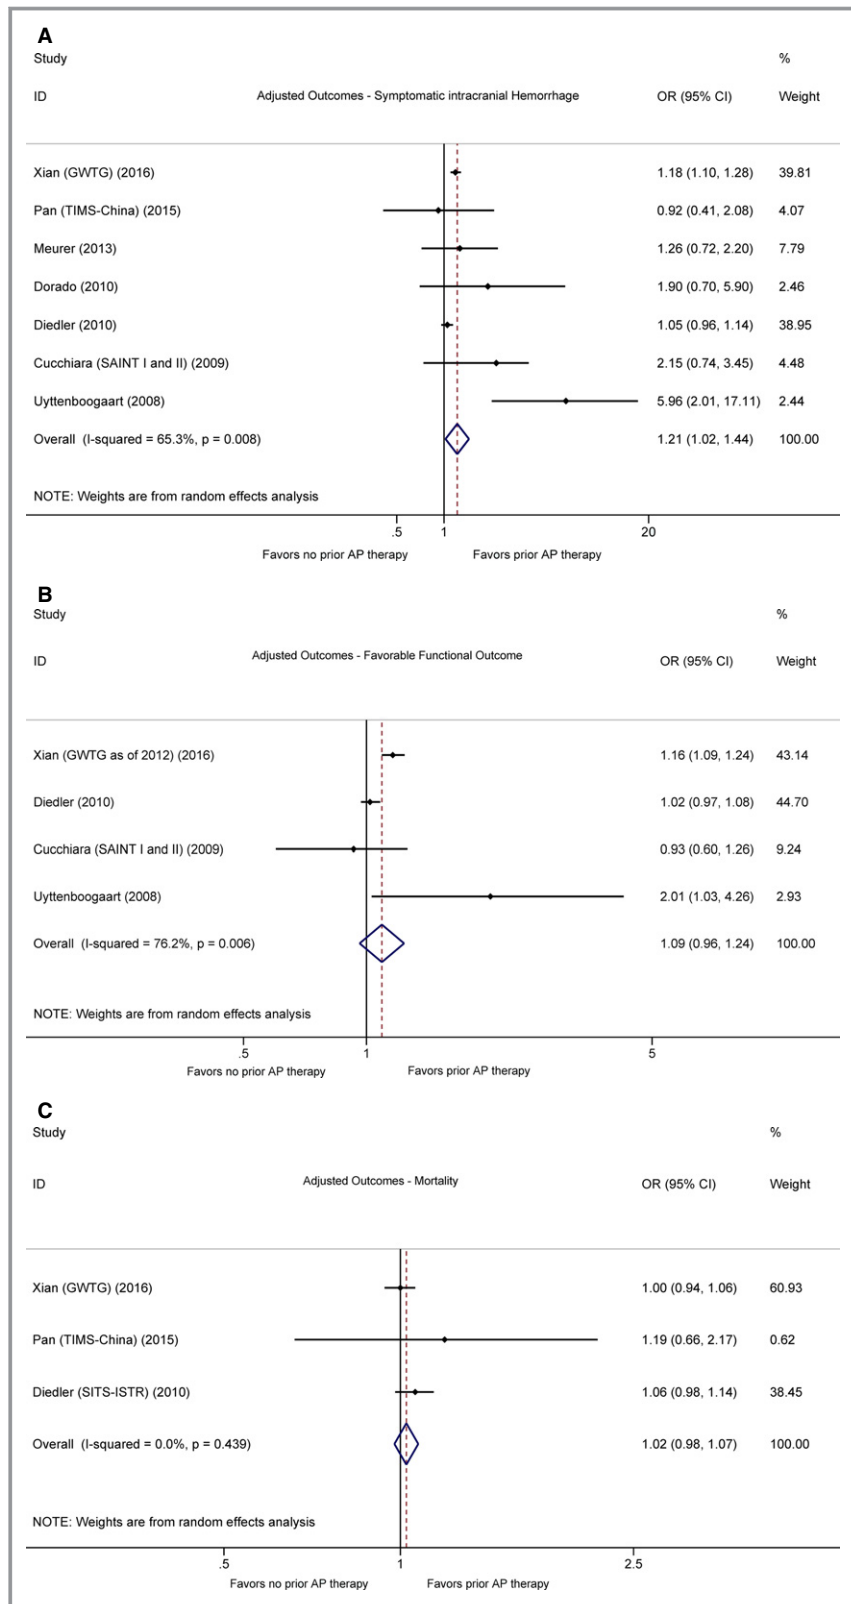 A
Study %
ID Adjusted Outcomes - Symptomatic intracranial Hemorrhage OR (95% CI) Weight
Xian (GWTG) (2016) 1.18 (1.10, 1.28) 39.81
Pan (TIMS-China) (2015) 0.92 (0.41, 2.08) 4.07
Meurer (2013) 1.26 (0.72, 2.20) 7.79
Dorado (2010) 1.90 (0.70, 5.90) 2.46
Diedler (2010) 1.05 (0.96, 1.14) 38.95
Cucchiara (SAINT I and II) (2009) 2.15 (0.74, 3.45) 4.48
Uyttenboogaart (2008) 5.96 (2.01, 17.11) 2.44
Overall (I-squared = 65.3%, p = 0.008) 1.21 (1.02, 1.44) 100.00
NOTE: Weights are from random effects analysis
.5 1 20
Favors no prior AP therapy Favors prior AP therapy
B
Study %
ID Adjusted Outcomes - Favorable Functional Outcome OR (95% CI) Weight
Xian (GWTG as of 2012) (2016) 1.16 (1.09, 1.24) 43.14
Diedler (2010) 1.02 (0.97, 1.08) 44.70
Cucchiara (SAINT I and II) (2009) 0.93 (0.60, 1.26) 9.24
Uyttenboogaart (2008) 2.01 (1.03, 4.26) 2.93
Overall (I-squared = 76.2%, p = 0.006) 1.09 (0.96, 1.24) 100.00
NOTE: Weights are from random effects analysis
.5 1 5
Favors no prior AP therapy Favors prior AP therapy
C
Study %
ID Adjusted Outcomes - Mortality OR (95% CI) Weight
Xian (GWTG) (2016) 1.00 (0.94, 1.06) 60.93
Pan (TIMS-China) (2015) 1.19 (0.66, 2.17) 0.62
Diedler (SITS-ISTR) (2010) 1.06 (0.98, 1.14) 38.45
Overall (I-squared = 0.0%, p = 0.439) 1.02 (0.98, 1.07) 100.00
NOTE: Weights are from random effects analysis
.5 1 2.5
Favors no prior AP therapy Favors prior AP therapy